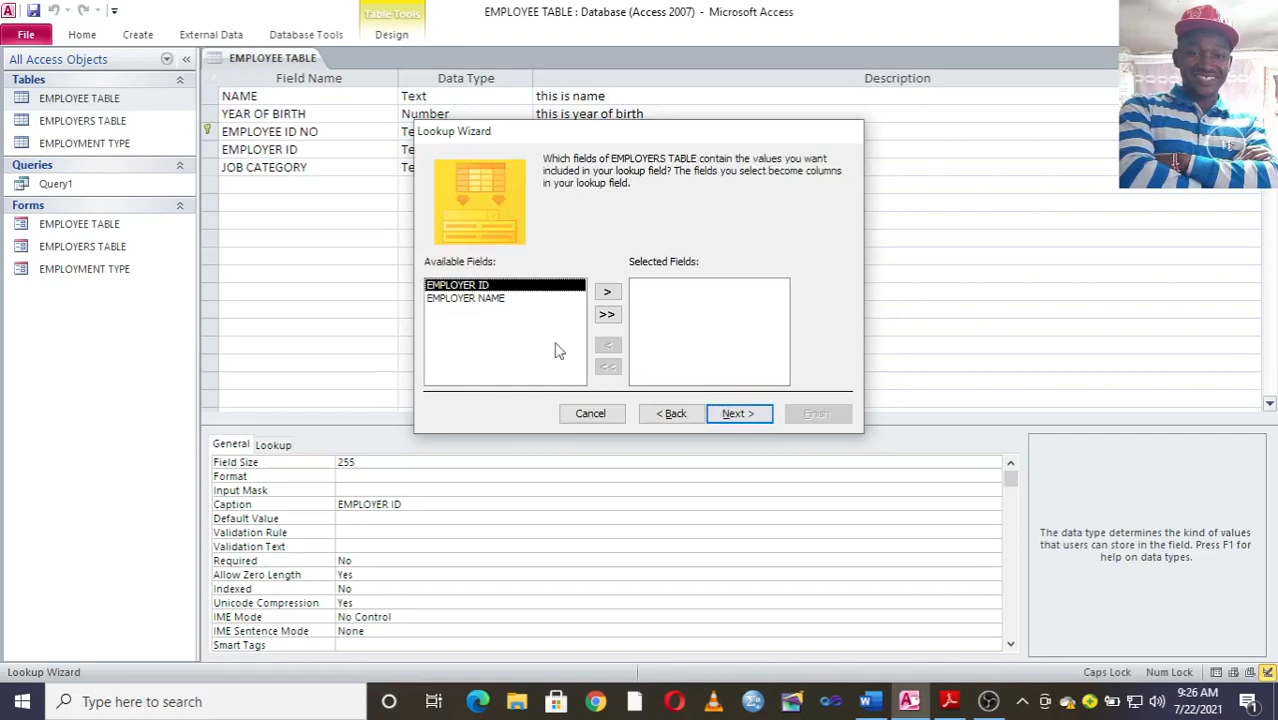 EMPLOYEE TABLE : Database (Access 2007) - Microsoft Access
Table Tools
File
Home
Create
External Data
Database Tools
Design
All Access Objects
Tables
EMPLOYEE TABLE
EMPLOYERS TABLE
EMPLOYMENT TYPE
Queries
Query1
Forms
EMPLOYEE TABLE
EMPLOYERS TABLE
EMPLOYMENT TYPE
EMPLOYEE TABLE
Field Name Data Type Description
NAME Text this is name
YEAR OF BIRTH Number this is year of birth
EMPLOYEE ID NO Te
EMPLOYER ID Te
JOB CATEGORY Te
Lookup Wizard
Which fields of EMPLOYERS TABLE contain the values you want
included in your lookup field? The fields you select become columns
in your lookup field.
Available Fields: Selected Fields:
EMPLOYER ID
EMPLOYER NAME
>
>>
<
<<
Cancel < Back Next > Finish
General Lookup
Field Size 255
Format
Input Mask
Caption EMPLOYER ID
Default Value
Validation Rule
Validation Text
Required No
Allow Zero Length Yes
Indexed No
Unicode Compression Yes
IME Mode No Control
IME Sentence Mode None
Smart Tags
The data type determines the kind of values
that users can store in the field. Press F1 for
help on data types.
Lookup Wizard Caps Lock Num Lock
Type here to search
9:26 AM
7/22/2021
1